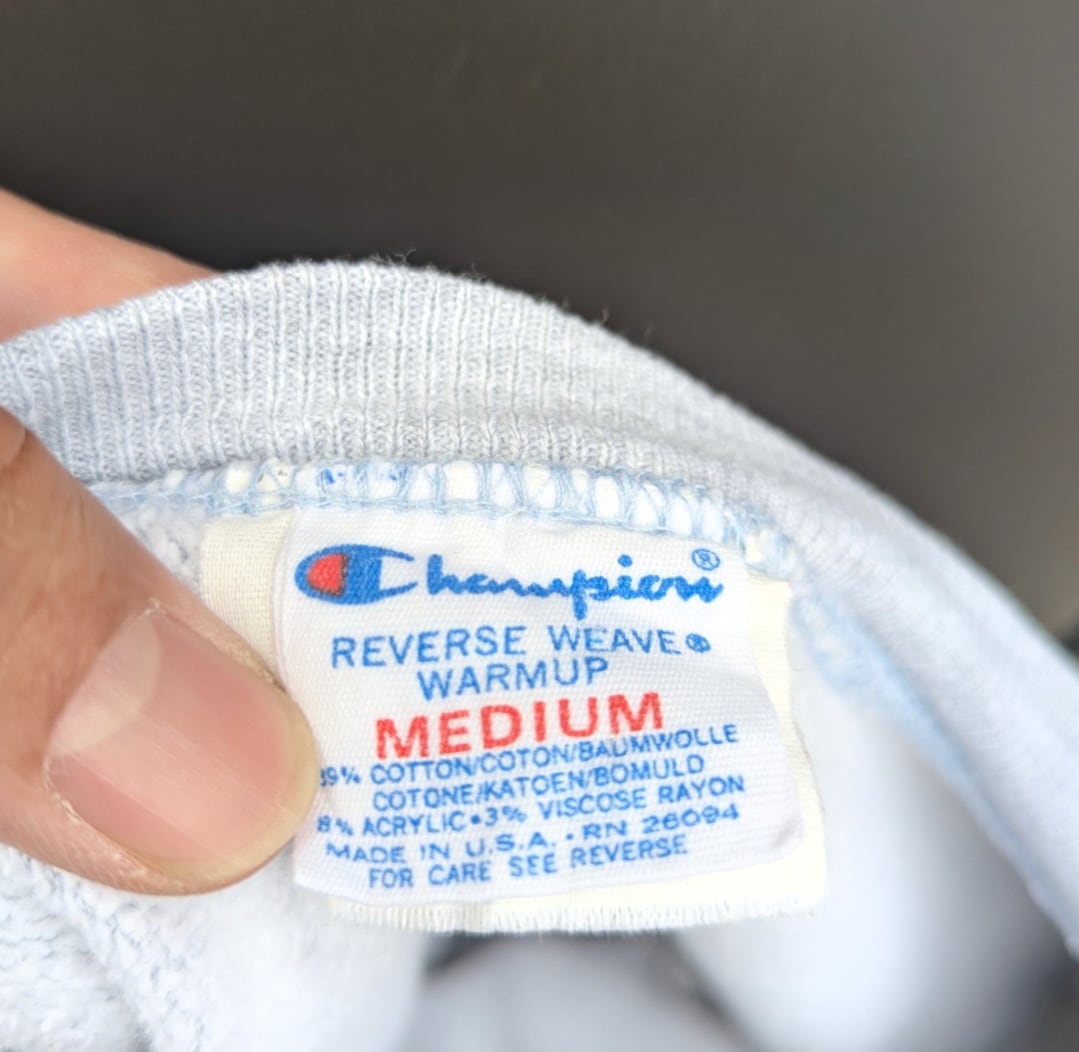 Champion®
REVERSE WEAVE®
WARMUP
MEDIUM
89% COTTON/COTON/BAUMWOLLE
COTONE/KATOEN/BOMULD
8% ACRYLIC•3% VISCOSE RAYON
MADE IN U.S.A. • RN 26094
FOR CARE SEE REVERSE